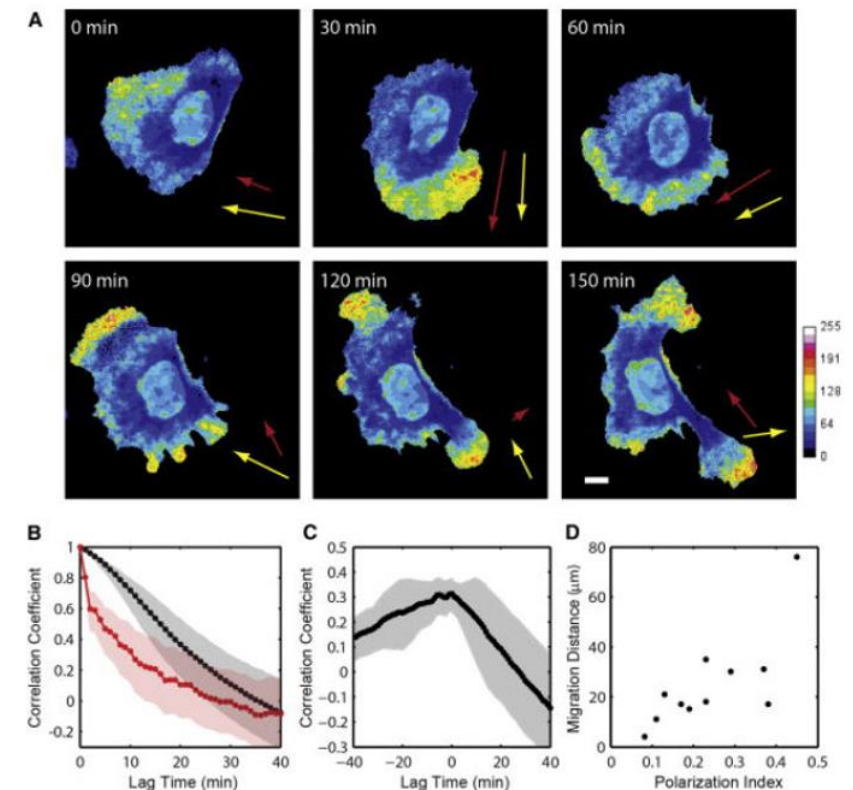 A
0 min
30 min
60 min
90 min
120 min
150 min
255
191
128
64
0
B
Correlation Coefficient
1
0.8
0.6
0.4
0.2
0
-0.2
0 10 20 30 40
Lag Time (min)
C
Correlation Coefficient
0.5
0.4
0.3
0.2
0.1
0
−0.1
−0.2
−0.3
−40 −20 0 20 40
Lag Time (min)
D
Migration Distance (μm)
80
60
40
20
0
0 0.1 0.2 0.3 0.4 0.5
Polarization Index